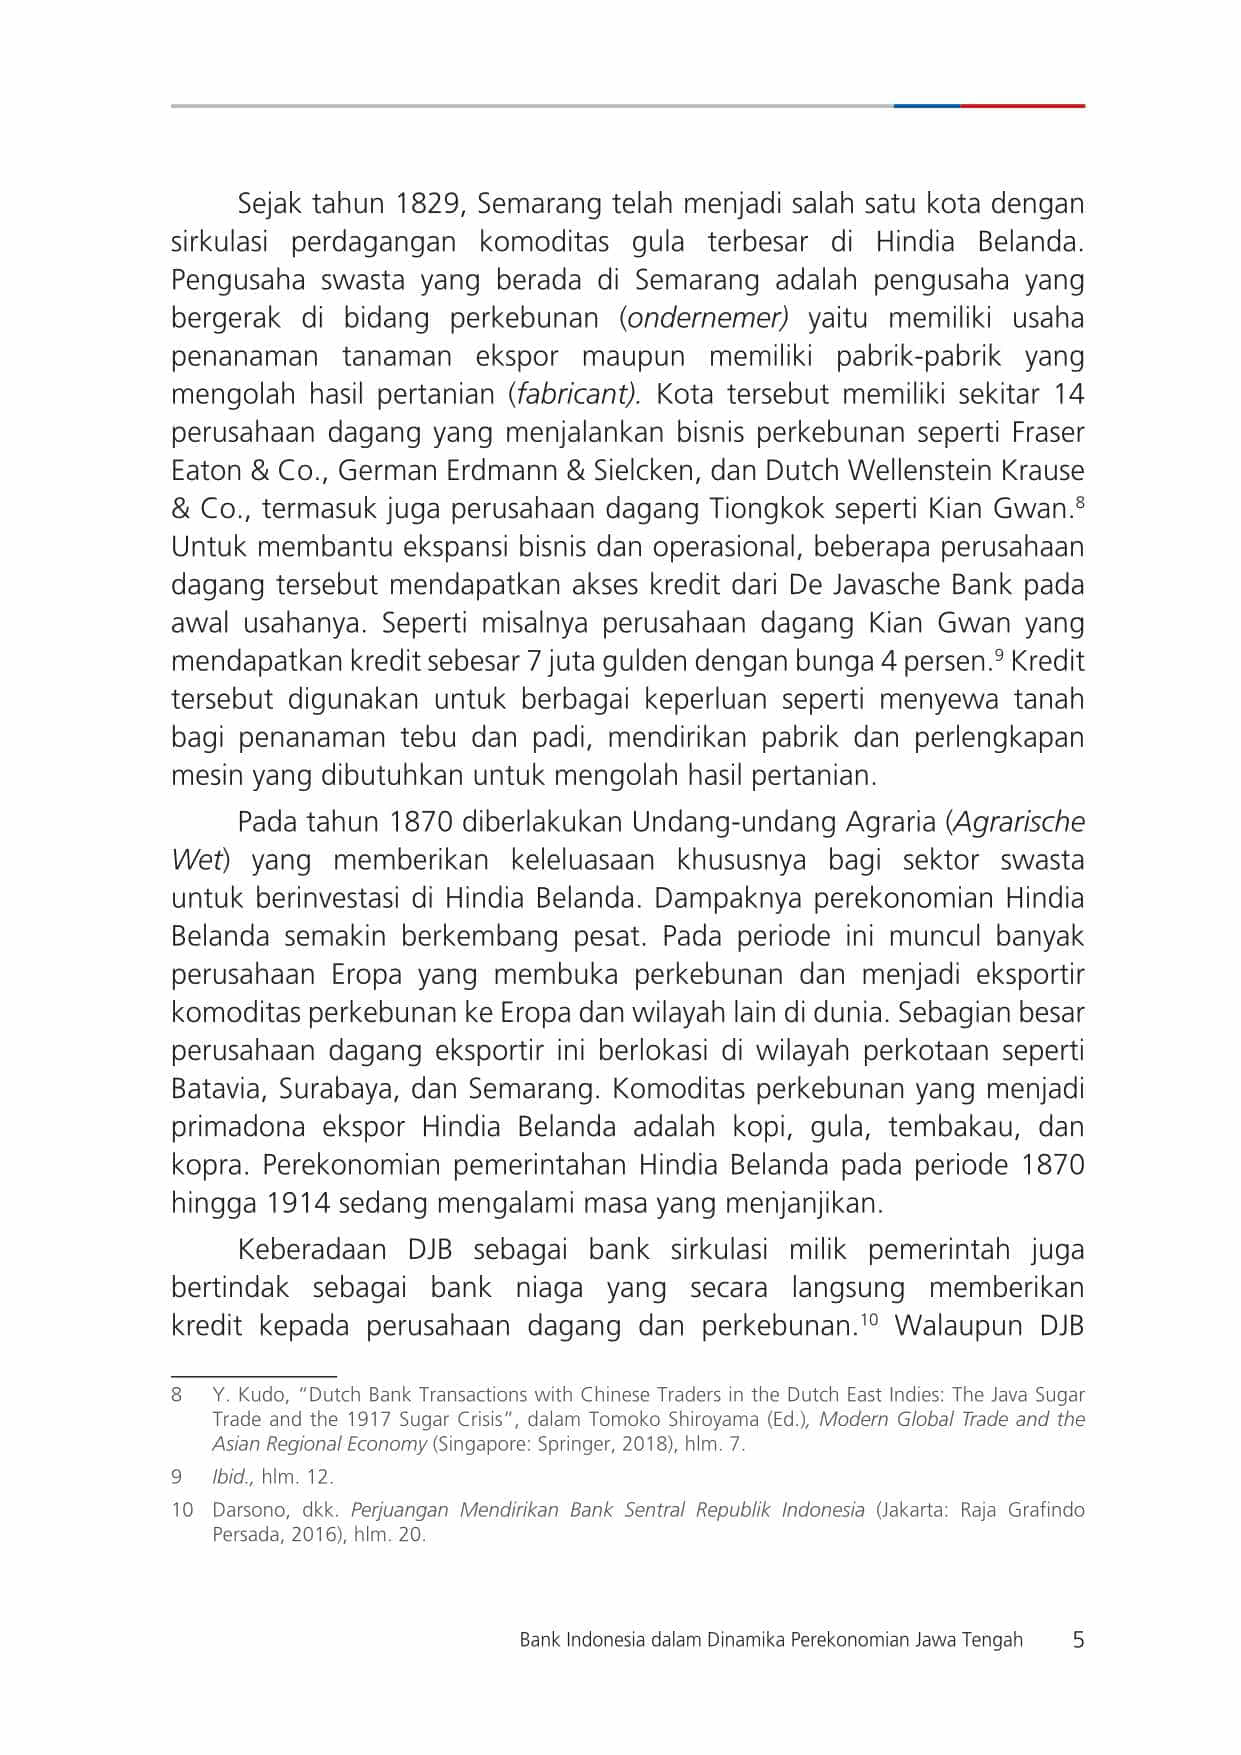 Sejak tahun 1829, Semarang telah menjadi salah satu kota dengan
sirkulasi perdagangan komoditas gula terbesar di Hindia Belanda.
Pengusaha swasta yang berada di Semarang adalah pengusaha yang
bergerak di bidang perkebunan (ondernemer) yaitu memiliki usaha
penanaman tanaman ekspor maupun memiliki pabrik-pabrik yang
mengolah hasil pertanian (fabricant). Kota tersebut memiliki sekitar 14
perusahaan dagang yang menjalankan bisnis perkebunan seperti Fraser
Eaton & Co., German Erdmann & Sielcken, dan Dutch Wellenstein Krause
& Co., termasuk juga perusahaan dagang Tiongkok seperti Kian Gwan.8
Untuk membantu ekspansi bisnis dan operasional, beberapa perusahaan
dagang tersebut mendapatkan akses kredit dari De Javasche Bank pada
awal usahanya. Seperti misalnya perusahaan dagang Kian Gwan yang
mendapatkan kredit sebesar 7 juta gulden dengan bunga 4 persen.9 Kredit
tersebut digunakan untuk berbagai keperluan seperti menyewa tanah
bagi penanaman tebu dan padi, mendirikan pabrik dan perlengkapan
mesin yang dibutuhkan untuk mengolah hasil pertanian.
Pada tahun 1870 diberlakukan Undang-undang Agraria (Agrarische
Wet) yang memberikan keleluasaan khususnya bagi sektor swasta
untuk berinvestasi di Hindia Belanda. Dampaknya perekonomian Hindia
Belanda semakin berkembang pesat. Pada periode ini muncul banyak
perusahaan Eropa yang membuka perkebunan dan menjadi eksportir
komoditas perkebunan ke Eropa dan wilayah lain di dunia. Sebagian besar
perusahaan dagang eksportir ini berlokasi di wilayah perkotaan seperti
Batavia, Surabaya, dan Semarang. Komoditas perkebunan yang menjadi
primadona ekspor Hindia Belanda adalah kopi, gula, tembakau, dan
kopra. Perekonomian pemerintahan Hindia Belanda pada periode 1870
hingga 1914 sedang mengalami masa yang menjanjikan.
Keberadaan DJB sebagai bank sirkulasi milik pemerintah juga
bertindak sebagai bank niaga yang secara langsung memberikan
kredit kepada perusahaan dagang dan perkebunan.10 Walaupun DJB
8 Y. Kudo, “Dutch Bank Transactions with Chinese Traders in the Dutch East Indies: The Java Sugar
Trade and the 1917 Sugar Crisis”, dalam Tomoko Shiroyama (Ed.), Modern Global Trade and the
Asian Regional Economy (Singapore: Springer, 2018), hlm. 7.
9 Ibid., hlm. 12.
10 Darsono, dkk. Perjuangan Mendirikan Bank Sentral Republik Indonesia (Jakarta: Raja Grafindo
Persada, 2016), hlm. 20.
Bank Indonesia dalam Dinamika Perekonomian Jawa Tengah 5